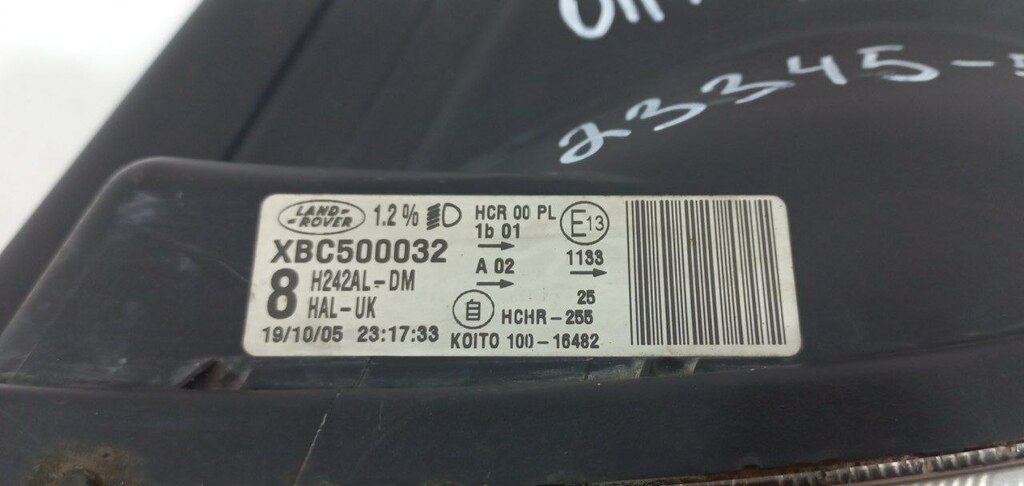 23345-
LAND-
-ROVER
1.2%
HCR 00 PL
1b 01
E13
XBC500032
A 02
1133
8
H242AL-DM
HAL-UK
自
25
HCHR-255
19/10/05 23:17:33
KOITO 100-16482